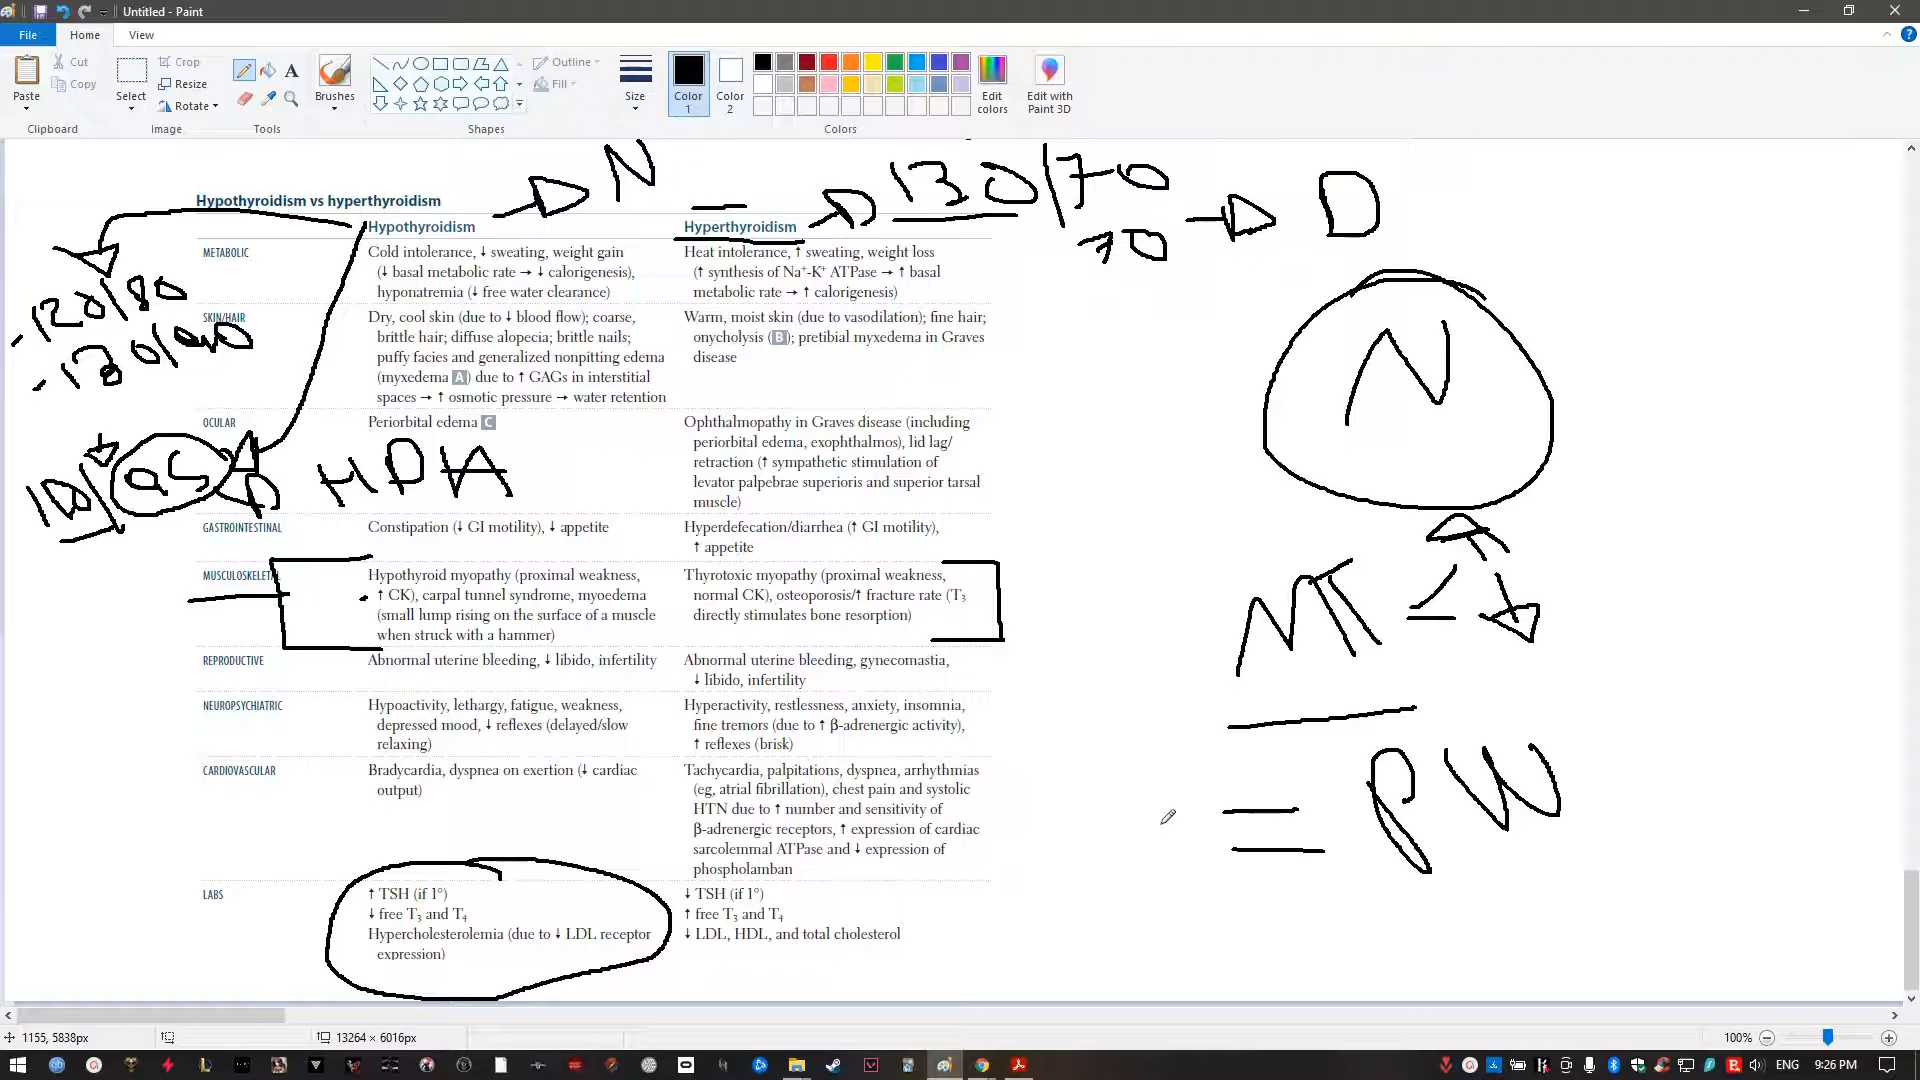 Untitled - Paint
File
Home
View
Paste
Cut
Copy
Clipboard
Select
Crop
Resize
Rotate
Image
Tools
Brushes
Shapes
Outline
Fill
Size
Color 1
Color 2
Edit colors
Edit with Paint 3D
Colors
N
130/70
70
D
Hypothyroidism vs hyperthyroidism
Hypothyroidism
Hyperthyroidism
METABOLIC
Cold intolerance, ↓ sweating, weight gain
(↓ basal metabolic rate → ↓ calorigenesis),
hyponatremia (↓ free water clearance)
Heat intolerance, ↑ sweating, weight loss
(↑ synthesis of Na⁺-K⁺ ATPase → ↑ basal
metabolic rate → ↑ calorigenesis)
-120/80
SKIN/HAIR
Dry, cool skin (due to ↓ blood flow); coarse,
brittle hair; diffuse alopecia; brittle nails;
puffy facies and generalized nonpitting edema
(myxedema A) due to ↑ GAGs in interstitial
spaces → ↑ osmotic pressure → water retention
Warm, moist skin (due to vasodilation); fine hair;
onycholysis (B); pretibial myxedema in Graves
disease
N
OCULAR
Periorbital edema C
Ophthalmopathy in Graves disease (including
periorbital edema, exophthalmos), lid lag/
retraction (↑ sympathetic stimulation of
levator palpebrae superioris and superior tarsal
muscle)
GASTROINTESTINAL
Constipation (↓ GI motility), ↓ appetite
Hyperdefecation/diarrhea (↑ GI motility),
↑ appetite
MUSCULOSKELETAL
Hypothyroid myopathy (proximal weakness,
↑ CK), carpal tunnel syndrome, myoedema
(small lump rising on the surface of a muscle
when struck with a hammer)
Thyrotoxic myopathy (proximal weakness,
normal CK), osteoporosis/↑ fracture rate (T₃
directly stimulates bone resorption)
REPRODUCTIVE
Abnormal uterine bleeding, ↓ libido, infertility
Abnormal uterine bleeding, gynecomastia,
↓ libido, infertility
NEUROPSYCHIATRIC
Hypoactivity, lethargy, fatigue, weakness,
depressed mood, ↓ reflexes (delayed/slow
relaxing)
Hyperactivity, restlessness, anxiety, insomnia,
fine tremors (due to ↑ β-adrenergic activity),
↑ reflexes (brisk)
PW
CARDIOVASCULAR
Bradycardia, dyspnea on exertion (↓ cardiac
output)
Tachycardia, palpitations, dyspnea, arrhythmias
(eg, atrial fibrillation), chest pain and systolic
HTN due to ↑ number and sensitivity of
β-adrenergic receptors, ↑ expression of cardiac
sarcolemmal ATPase and ↓ expression of
phospholamban
LABS
↑ TSH (if 1°)
↓ free T₃ and T₄
Hypercholesterolemia (due to ↓ LDL receptor
expression)
↓ TSH (if 1°)
↑ free T₃ and T₄
↓ LDL, HDL, and total cholesterol
1155, 5838px
13264 × 6016px
100%
ENG
9:26 PM